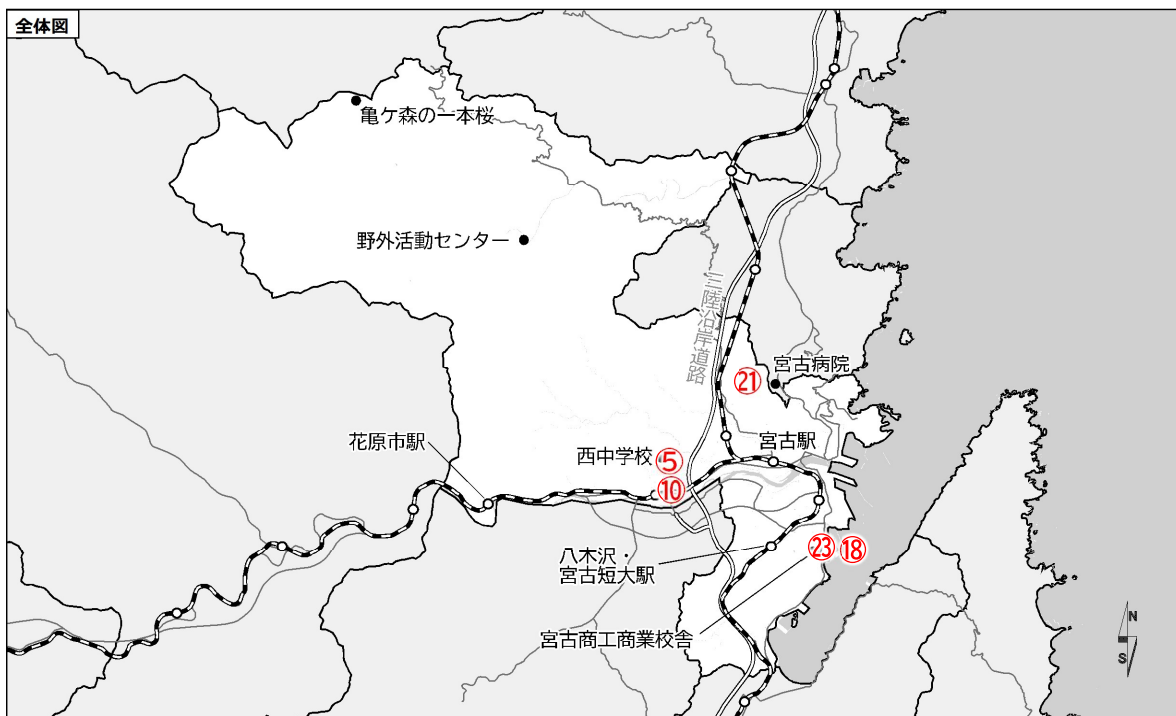 全体図
亀ケ森の一本桜
野外活動センター
三陸沿岸道路
宮古病院
㉑
花原市駅
西中学校
⑤
⑩
宮古駅
八木沢・
宮古短大駅
㉓ ⑱
宮古商工商業校舎
N
S